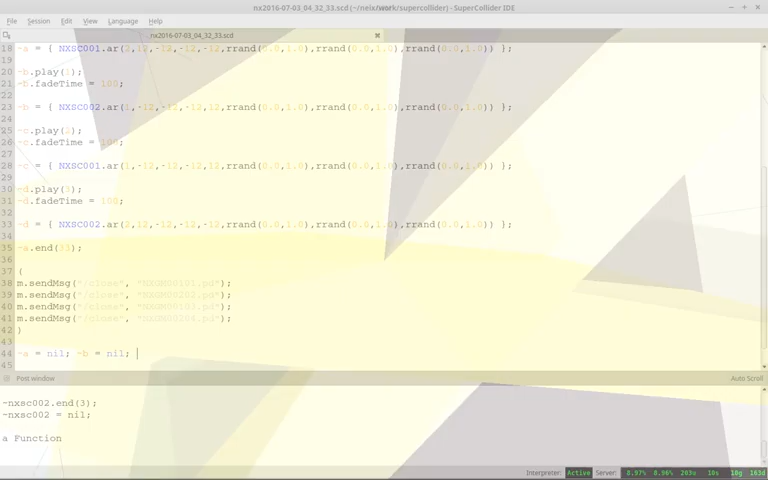 nx2016-07-03_04_32_33.scd (~/neix/work/supercollider) - SuperCollider IDE
File Session Edit View Language Help
nx2016-07-03_04_32_33.scd
18 ~a = { NXSC001.ar(2,12,-12,-12,-12,rrand(0.0,1.0),rrand(0.0,1.0),rrand(0.0,1.0)) };
19
20 ~b.play(1);
21 ~b.fadeTime = 100;
22
23 ~b = { NXSC002.ar(1,-12,-12,-12,12,rrand(0.0,1.0),rrand(0.0,1.0),rrand(0.0,1.0)) };
24
25 ~c.play(2);
26 ~c.fadeTime = 100;
27
28 ~c = { NXSC001.ar(1,-12,-12,-12,12,rrand(0.0,1.0),rrand(0.0,1.0),rrand(0.0,1.0)) };
29
30 ~d.play(3);
31 ~d.fadeTime = 100;
32
33 ~d = { NXSC002.ar(2,12,-12,-12,-12,rrand(0.0,1.0),rrand(0.0,1.0),rrand(0.0,1.0)) };
34
35 ~a.end(33);
36
37 (
38 m.sendMsg("/close", );
39 m.sendMsg("/close", );
40 m.sendMsg("/close", );
41 m.sendMsg("/close", );
42 )
43
44 ~a = nil; ~b = nil;
45
Post window Auto Scroll
~nxsc002.end(3);
~nxsc002 = nil;
a Function
Interpreter: Active Server: 8.97% 8.96% 203u 10s 10g 163d